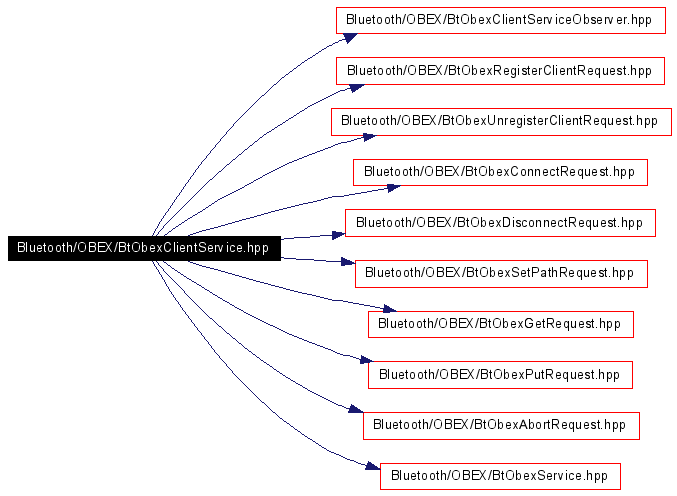 Bluetooth/OBEX/BtObexClientServiceObserver.hpp
Bluetooth/OBEX/BtObexRegisterClientRequest.hpp
Bluetooth/OBEX/BtObexUnregisterClientRequest.hpp
Bluetooth/OBEX/BtObexConnectRequest.hpp
Bluetooth/OBEX/BtObexDisconnectRequest.hpp
Bluetooth/OBEX/BtObexClientService.hpp
Bluetooth/OBEX/BtObexSetPathRequest.hpp
Bluetooth/OBEX/BtObexGetRequest.hpp
Bluetooth/OBEX/BtObexPutRequest.hpp
Bluetooth/OBEX/BtObexAbortRequest.hpp
Bluetooth/OBEX/BtObexService.hpp